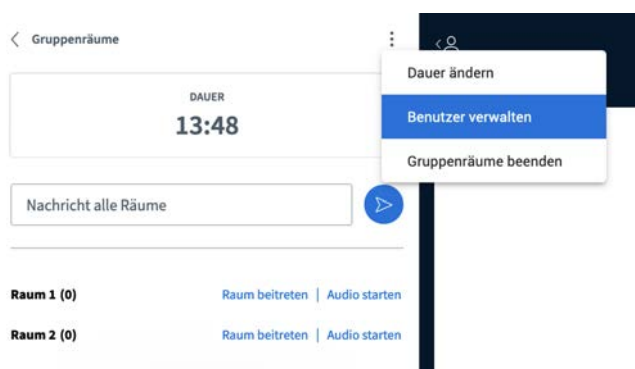 Gruppenräume
Dauer ändern
DAUER
13:48
Benutzer verwalten
Gruppenräume beenden
Nachricht alle Räume
Raum 1 (0) Raum beitreten | Audio starten
Raum 2 (0) Raum beitreten | Audio starten